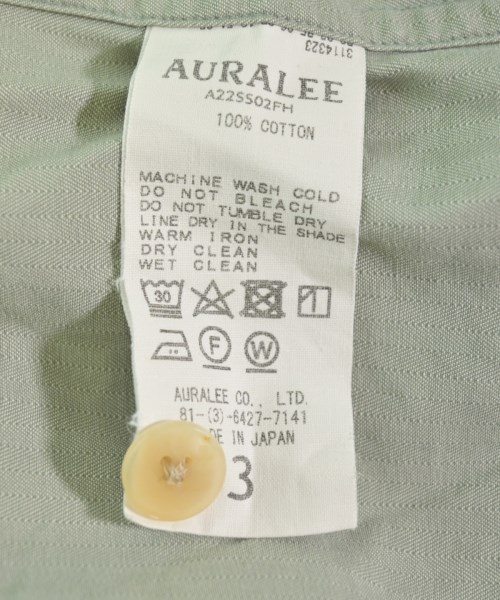 3114323
AURALEE
A22SS02FH
100% COTTON
MACHINE WASH COLD
DO NOT BLEACH
DO NOT TUMBLE DRY
LINE DRY IN THE SHADE
WARM IRON
DRY CLEAN
WET CLEAN
30
F W
AURALEE CO., LTD.
81-(3)-6427-7141
DE IN JAPAN
3